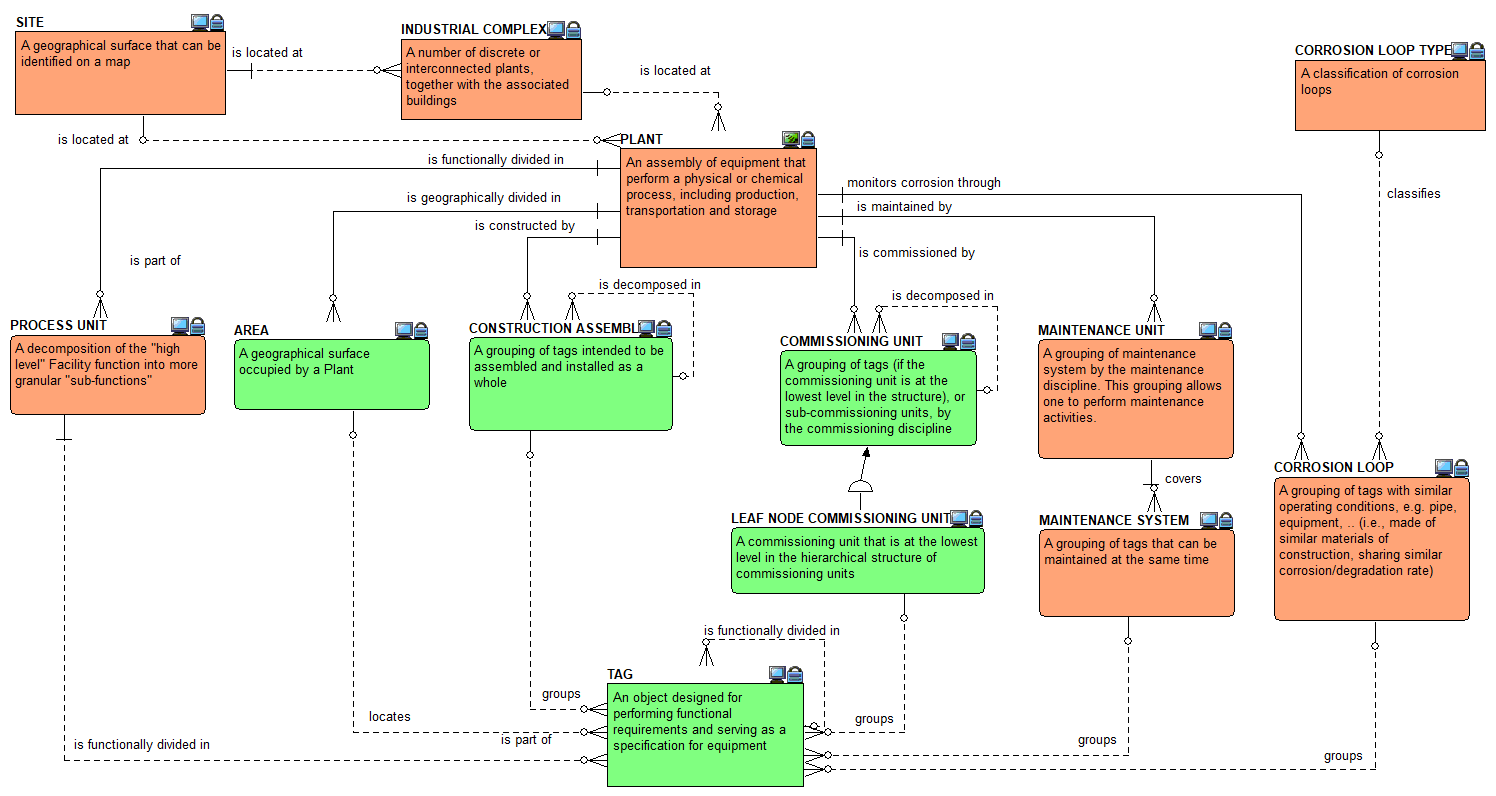 SITE
A geographical surface that can be
identified on a map
is located at
INDUSTRIAL COMPLEX
A number of discrete or
interconnected plants,
together with the associated
buildings
is located at
CORROSION LOOP TYPE
A classification of corrosion
loops
is located at
PLANT
An assembly of equipment that
perform a physical or chemical
process, including production,
transportation and storage
is functionally divided in
is geographically divided in
is constructed by
monitors corrosion through
is maintained by
is commissioned by
classifies
is part of
is decomposed in
is decomposed in
PROCESS UNIT
A decomposition of the "high
level" Facility function into more
granular "sub-functions"
AREA
A geographical surface
occupied by a Plant
CONSTRUCTION ASSEMBL
A grouping of tags intended to be
assembled and installed as a
whole
COMMISSIONING UNIT
A grouping of tags (if the
commissioning unit is at the
lowest level in the structure), or
sub-commissioning units, by
the commissioning discipline
MAINTENANCE UNIT
A grouping of maintenance
system by the maintenance
discipline. This grouping allows
one to perform maintenance
activities.
covers
CORROSION LOOP
A grouping of tags with similar
operating conditions, e.g. pipe,
equipment, .. (i.e., made of
similar materials of
construction, sharing similar
corrosion/degradation rate)
LEAF NODE COMMISSIONING UNIT
A commissioning unit that is at the lowest
level in the hierarchical structure of
commissioning units
MAINTENANCE SYSTEM
A grouping of tags that can be
maintained at the same time
is functionally divided in
TAG
An object designed for
performing functional
requirements and serving as a
specification for equipment
groups
locates
is part of
is functionally divided in
groups
groups
groups